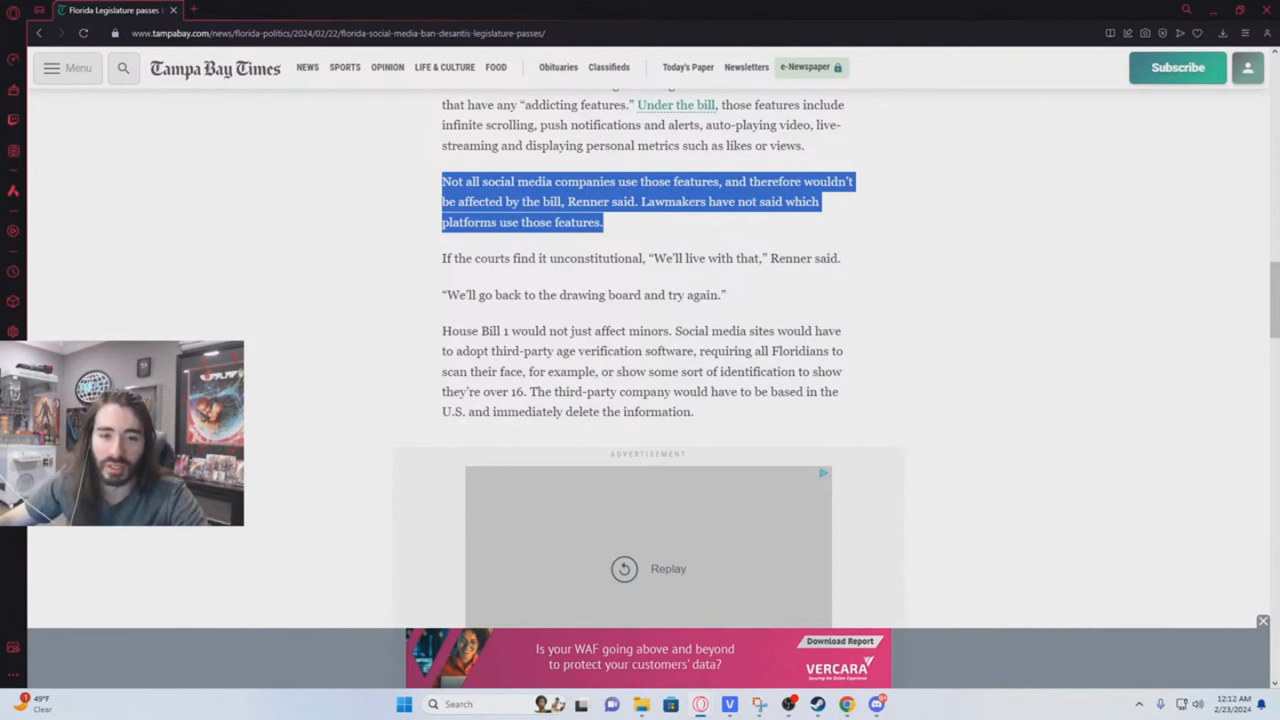 Florida Legislature passes
www.tampabay.com/news/florida-politics/2024/02/22/florida-social-media-ban-desantis-legislature-passes/
Menu
Tampa Bay Times
NEWS SPORTS OPINION LIFE & CULTURE FOOD Obituaries Classifieds Today's Paper Newsletters e-Newspaper
Subscribe
that have any “addicting features.” Under the bill, those features include
infinite scrolling, push notifications and alerts, auto-playing video, live-
streaming and displaying personal metrics such as likes or views.
Not all social media companies use those features, and therefore wouldn’t
be affected by the bill, Renner said. Lawmakers have not said which
platforms use those features.
If the courts find it unconstitutional, “We’ll live with that,” Renner said.
“We’ll go back to the drawing board and try again.”
House Bill 1 would not just affect minors. Social media sites would have
to adopt third-party age verification software, requiring all Floridians to
scan their face, for example, or show some sort of identification to show
they’re over 16. The third-party company would have to be based in the
U.S. and immediately delete the information.
ADVERTISEMENT
Replay
Is your WAF going above and beyond
to protect your customers' data?
Download Report
VERCARA
Securing the Online Experience
1
49°F
Clear
Search
12:12 AM
2/23/2024